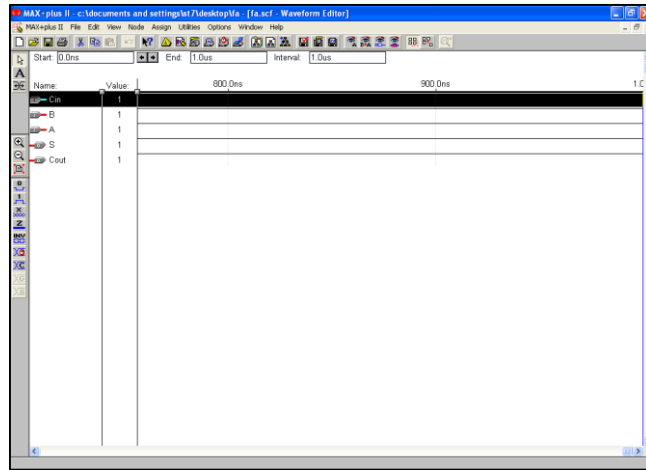 MAX+plus II - c:\documents and settings\st7\desktop\fa - [fa.scf - Waveform Editor]
MAX+plus II File Edit View Node Assign Utilities Options Window Help
Start: 0.0ns End: 1.0us Interval: 1.0us
Name: Value: 800.0ns 900.0ns 1.0
Cin 1
B 1
A 1
S 1
Cout 1